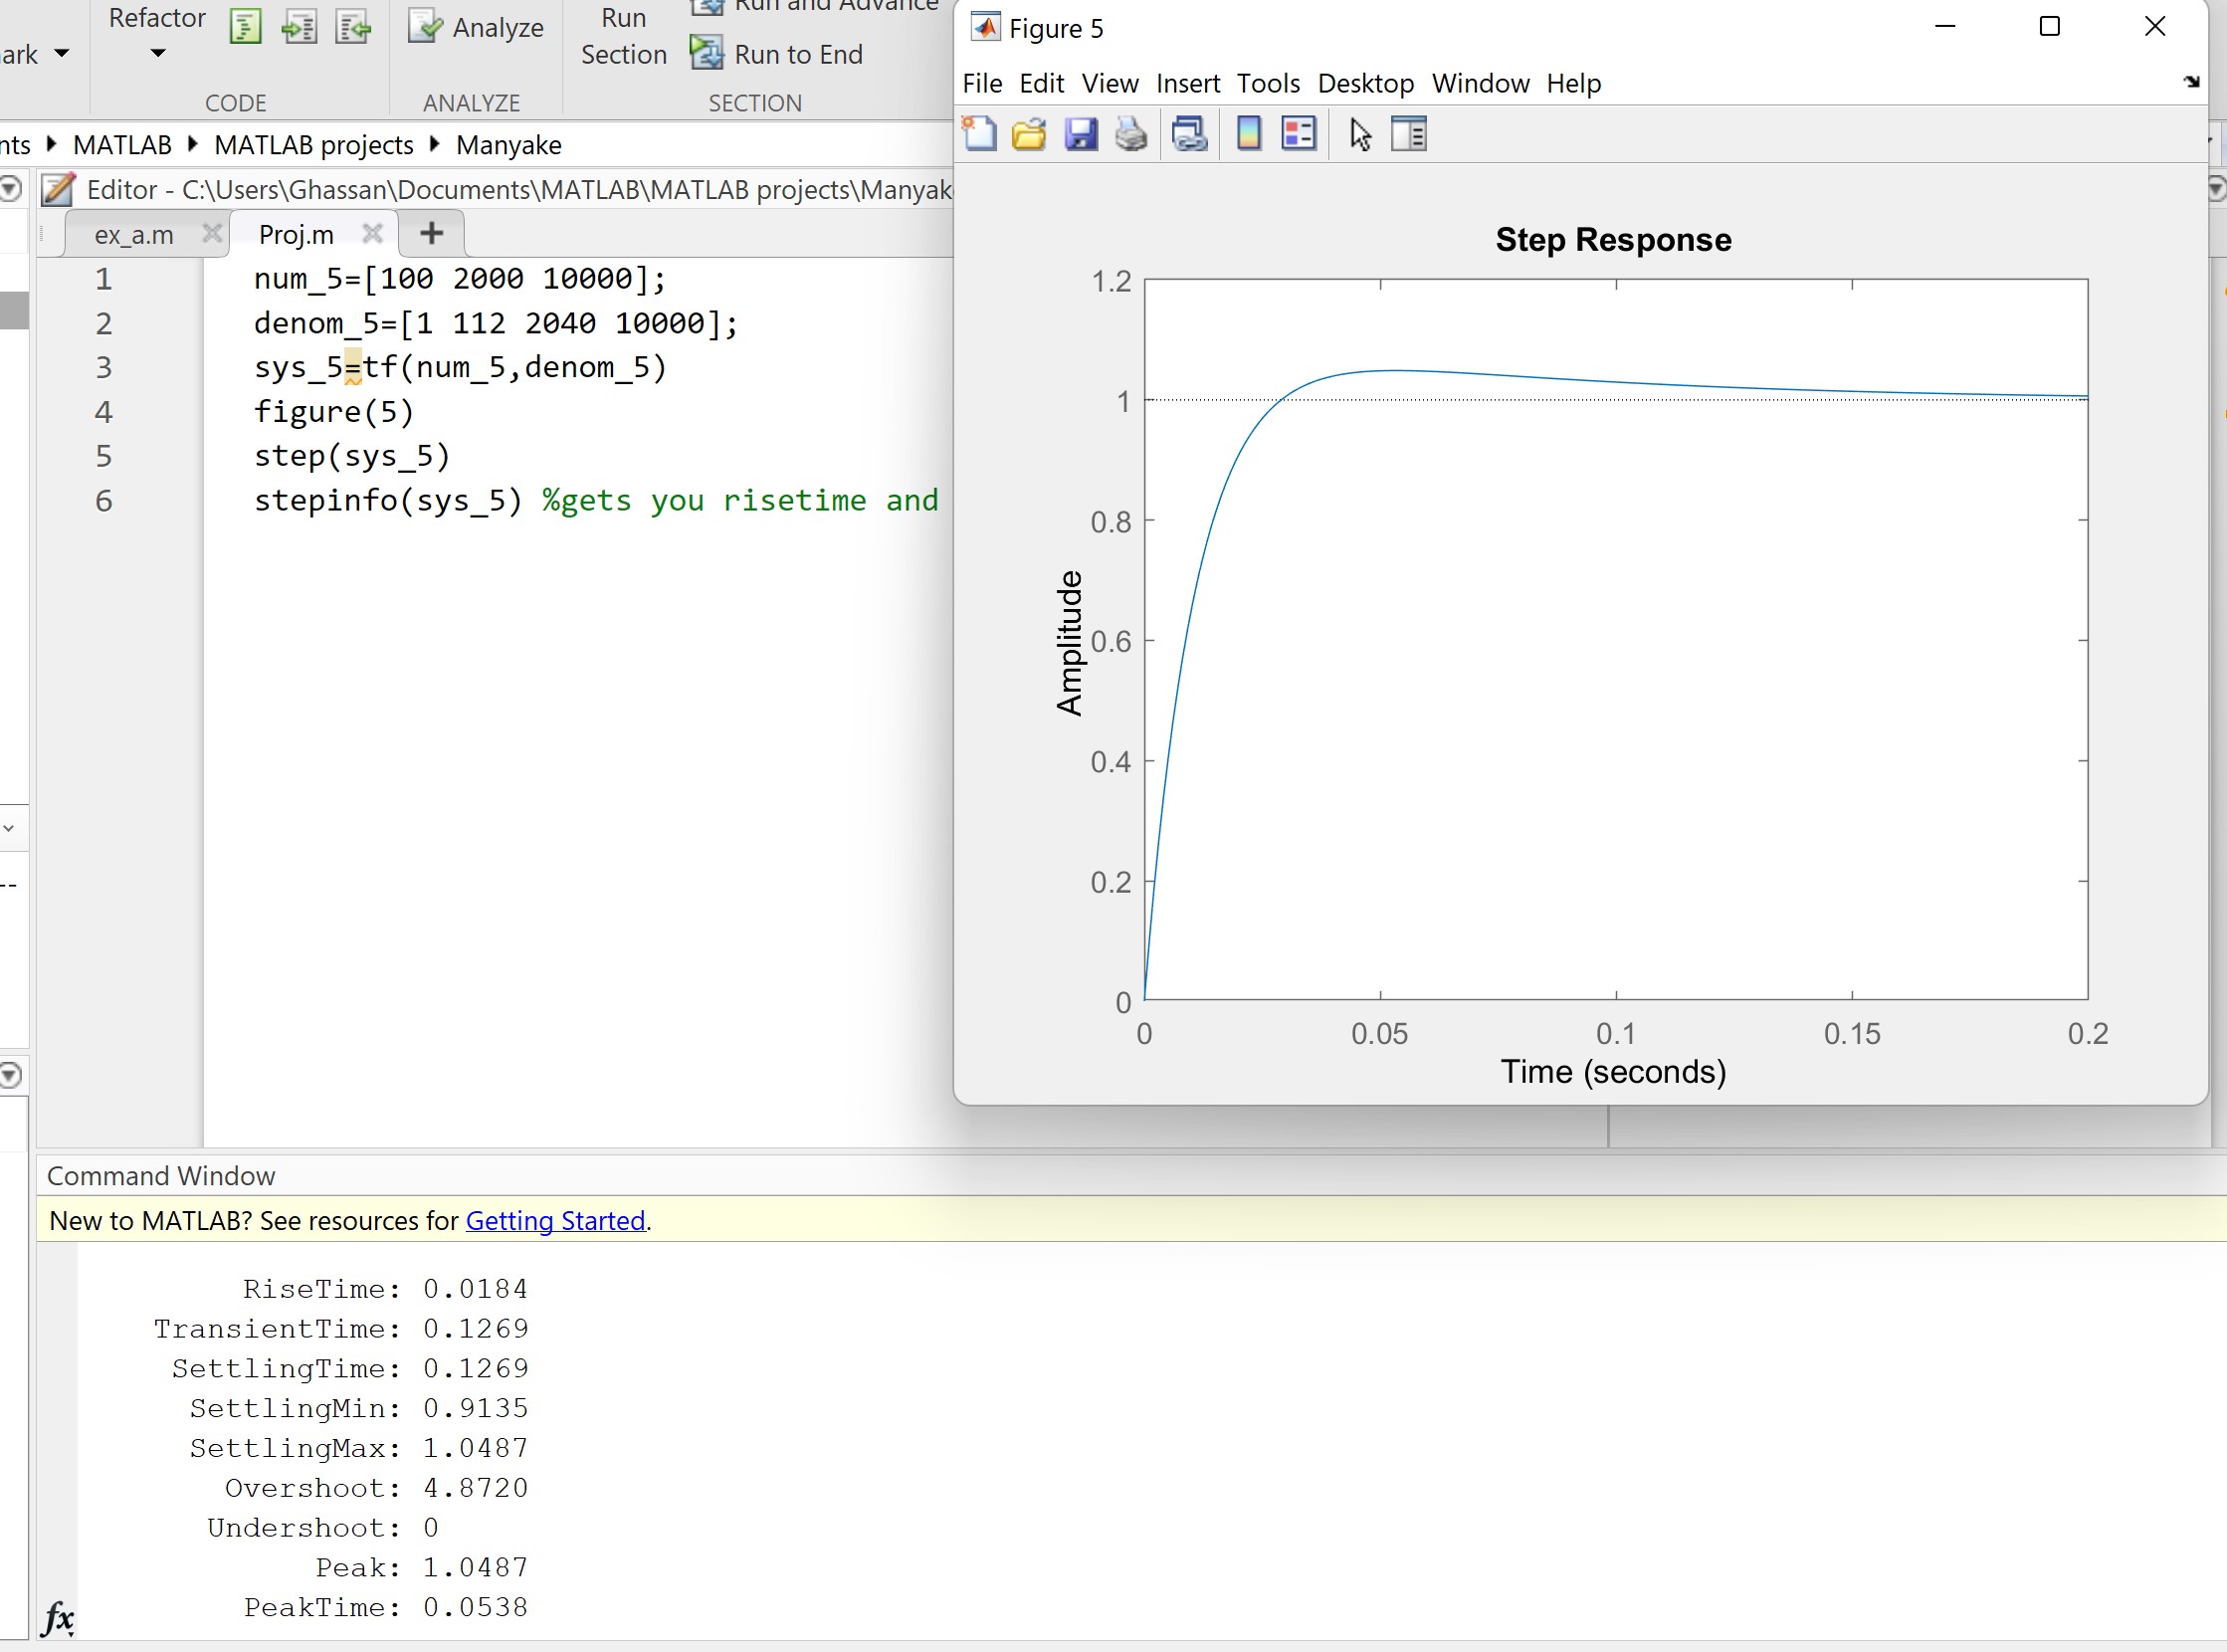 Refactor
ark
Analyze
Run
Section
Run and Advance
Run to End
CODE
ANALYZE
SECTION
nts ▶ MATLAB ▶ MATLAB projects ▶ Manyake
Editor - C:\Users\Ghassan\Documents\MATLAB\MATLAB projects\Manyak
ex_a.m
Proj.m
1 num_5=[100 2000 10000];
2 denom_5=[1 112 2040 10000];
3 sys_5=tf(num_5,denom_5)
4 figure(5)
5 step(sys_5)
6 stepinfo(sys_5) %gets you risetime and
Figure 5
File Edit View Insert Tools Desktop Window Help
Step Response
1.2
1
0.8
0.6
0.4
0.2
0
Amplitude
0 0.05 0.1 0.15 0.2
Time (seconds)
--
Command Window
New to MATLAB? See resources for Getting Started.
RiseTime: 0.0184
TransientTime: 0.1269
SettlingTime: 0.1269
SettlingMin: 0.9135
SettlingMax: 1.0487
Overshoot: 4.8720
Undershoot: 0
Peak: 1.0487
PeakTime: 0.0538
fx